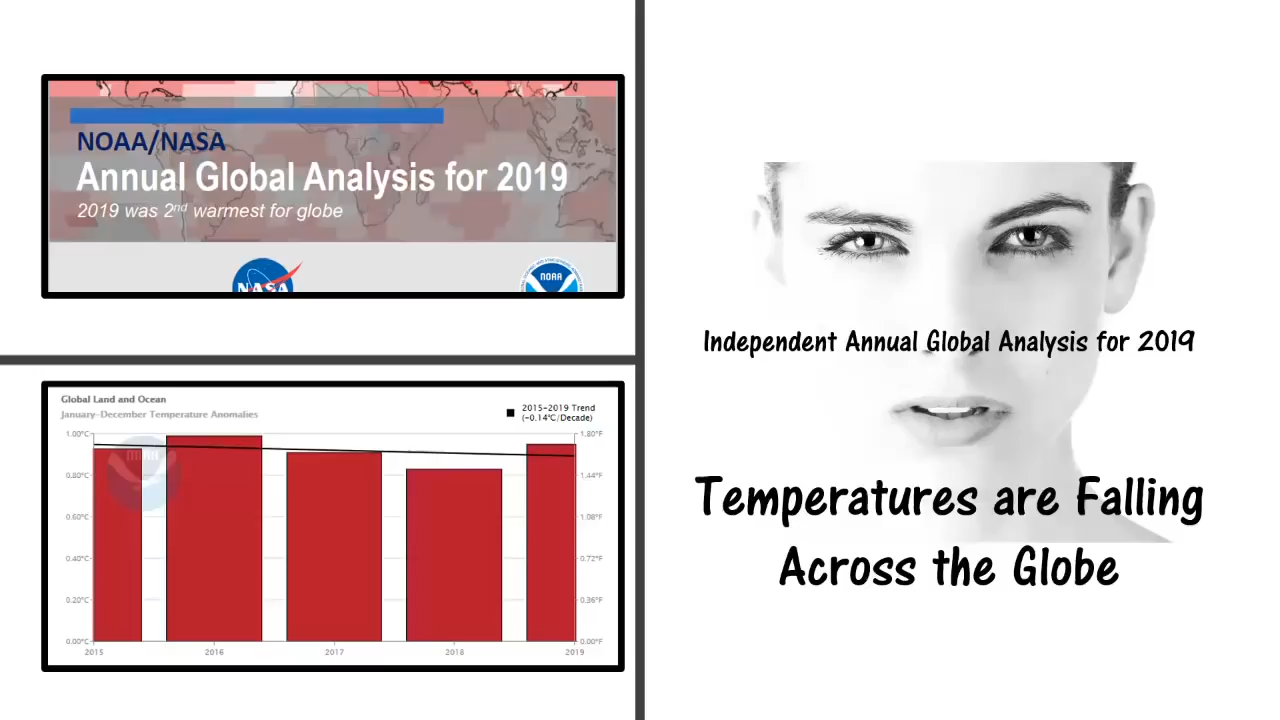 NOAA/NASA
Annual Global Analysis for 2019
2019 was 2nd warmest for globe
NASA
NOAA
Global Land and Ocean
January–December Temperature Anomalies
2015–2019 Trend
(−0.14°C/Decade)
1.00°C
1.80°F
0.80°C
1.44°F
0.60°C
1.08°F
0.40°C
0.72°F
0.20°C
0.36°F
0.00°C
0.00°F
2015
2016
2017
2018
2019
Independent Annual Global Analysis for 2019
Temperatures are Falling
Across the Globe